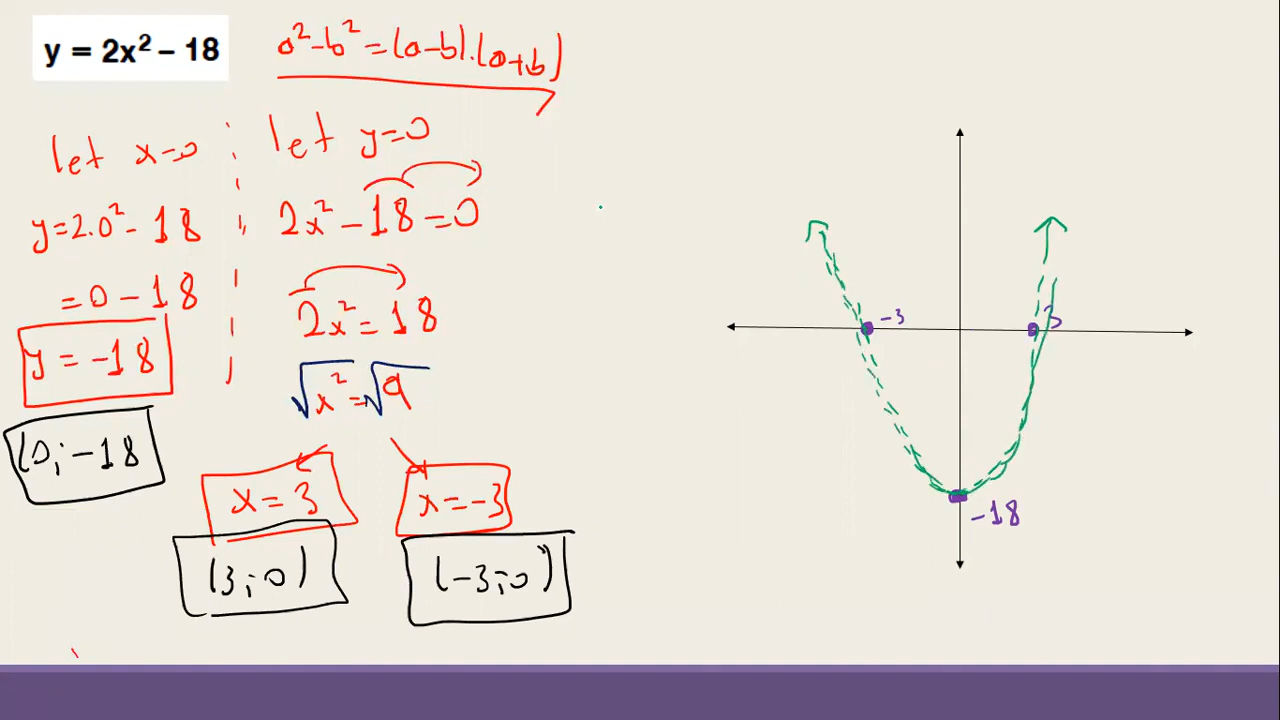 y = 2x² – 18
a²-b²=(a-b).(a+b)
let x=0
y=2.0²-18
=0-18
y=-18
(0;-18
let y=0
2x²-18=0
2x²=18
√x²=√9
x=3
x=-3
(3;0)
(-3;0)
-3
3
-18